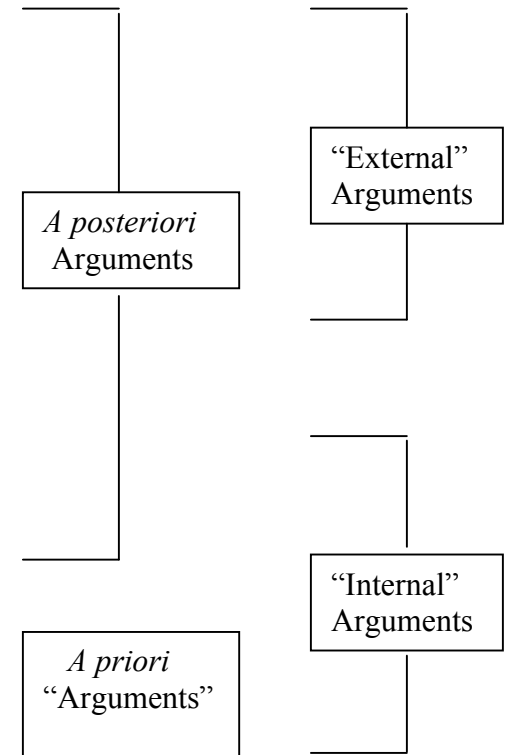 “External”
Arguments
A posteriori
Arguments
“Internal”
Arguments
A priori
“Arguments”